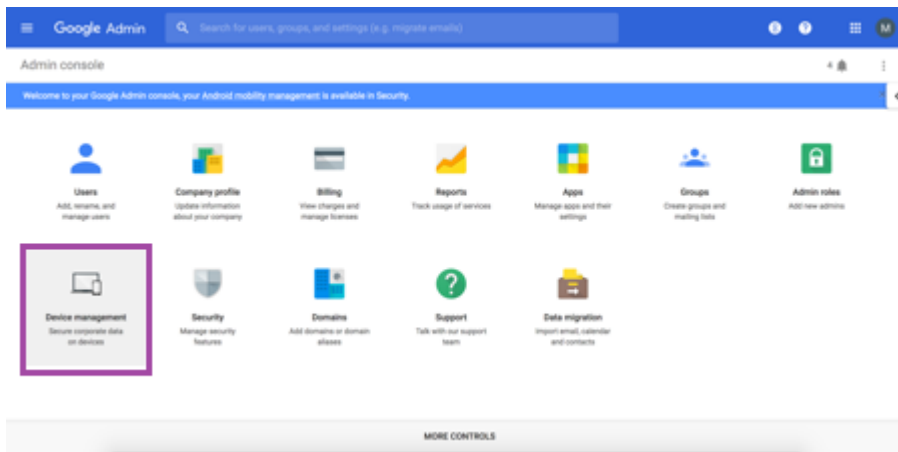 Google Admin
Search for users, groups, and settings (e.g. migrate emails)
M
Admin console
4
Welcome to your Google Admin console, your Android mobility management is available in Security.
Users
Add, rename, and
manage users
Company profile
Update information
about your company
Billing
View charges and
manage licenses
Reports
Track usage of services
Apps
Manage apps and their
settings
Groups
Create groups and
mailing lists
Admin roles
Add new admins
Device management
Secure corporate data
on devices
Security
Manage security
features
Domains
Add domains or domain
aliases
Support
Talk with our support
team
Data migration
Import email, calendar
and contacts
MORE CONTROLS